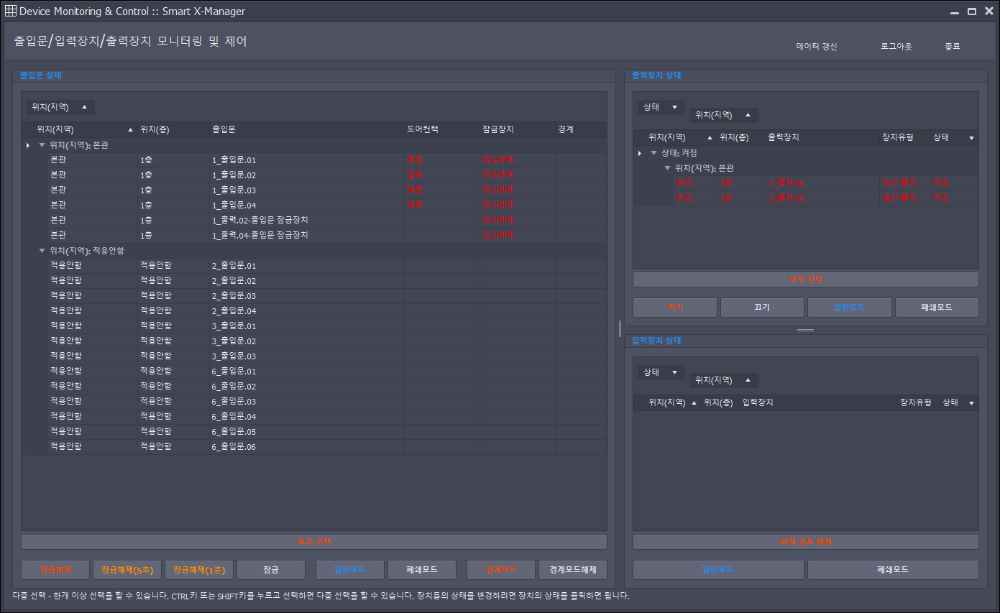 Device Monitoring & Control :: Smart X-Manager
출입문/입력장치/출력장치 모니터링 및 제어
데이터 갱신 로그아웃 종료
출입문 상태
위치(지역)
위치(지역) 위치(층) 출입문 도어컨택 잠금장치 경계
위치(지역): 본관
본관 1층 1_출입문.01 열림 잠김해제
본관 1층 1_출입문.02 열림 잠김해제
본관 1층 1_출입문.03 열림 잠김해제
본관 1층 1_출입문.04 열림 잠김해제
본관 1층 1_출력.02-출입문 잠금장치 잠김해제
본관 1층 1_출력.04-출입문 잠금장치 잠김해제
위치(지역): 적용안함
적용안함 적용안함 2_출입문.01
적용안함 적용안함 2_출입문.02
적용안함 적용안함 2_출입문.03
적용안함 적용안함 2_출입문.04
적용안함 적용안함 3_출입문.01
적용안함 적용안함 3_출입문.02
적용안함 적용안함 3_출입문.03
적용안함 적용안함 6_출입문.01
적용안함 적용안함 6_출입문.02
적용안함 적용안함 6_출입문.03
적용안함 적용안함 6_출입문.04
적용안함 적용안함 6_출입문.05
적용안함 적용안함 6_출입문.06
모두 선택
잠금해제 잠금해제(5초) 잠금해제(1분) 잠금 일반모드 폐쇄모드 경계모드 경계모드해제
출력장치 상태
상태
위치(지역)
위치(지역) 위치(층) 출력장치 장치유형 상태
상태: 켜짐
위치(지역): 본관
본관 1층 1_출력.06 일반 출력 켜짐
본관 1층 1_출력.08 일반 출력 켜짐
모두 선택
켜기 끄기 일반모드 폐쇄모드
입력장치 상태
상태
위치(지역)
위치(지역) 위치(층) 입력장치 장치유형 상태
화재 경보 해제
일반모드 폐쇄모드
다중 선택 - 한개 이상 선택을 할 수 있습니다. CTRL키 또는 SHIFT키를 누르고 선택하면 다중 선택을 할 수 있습니다. 장치들의 상태를 변경하려면 장치의 상태를 클릭하면 됩니다.